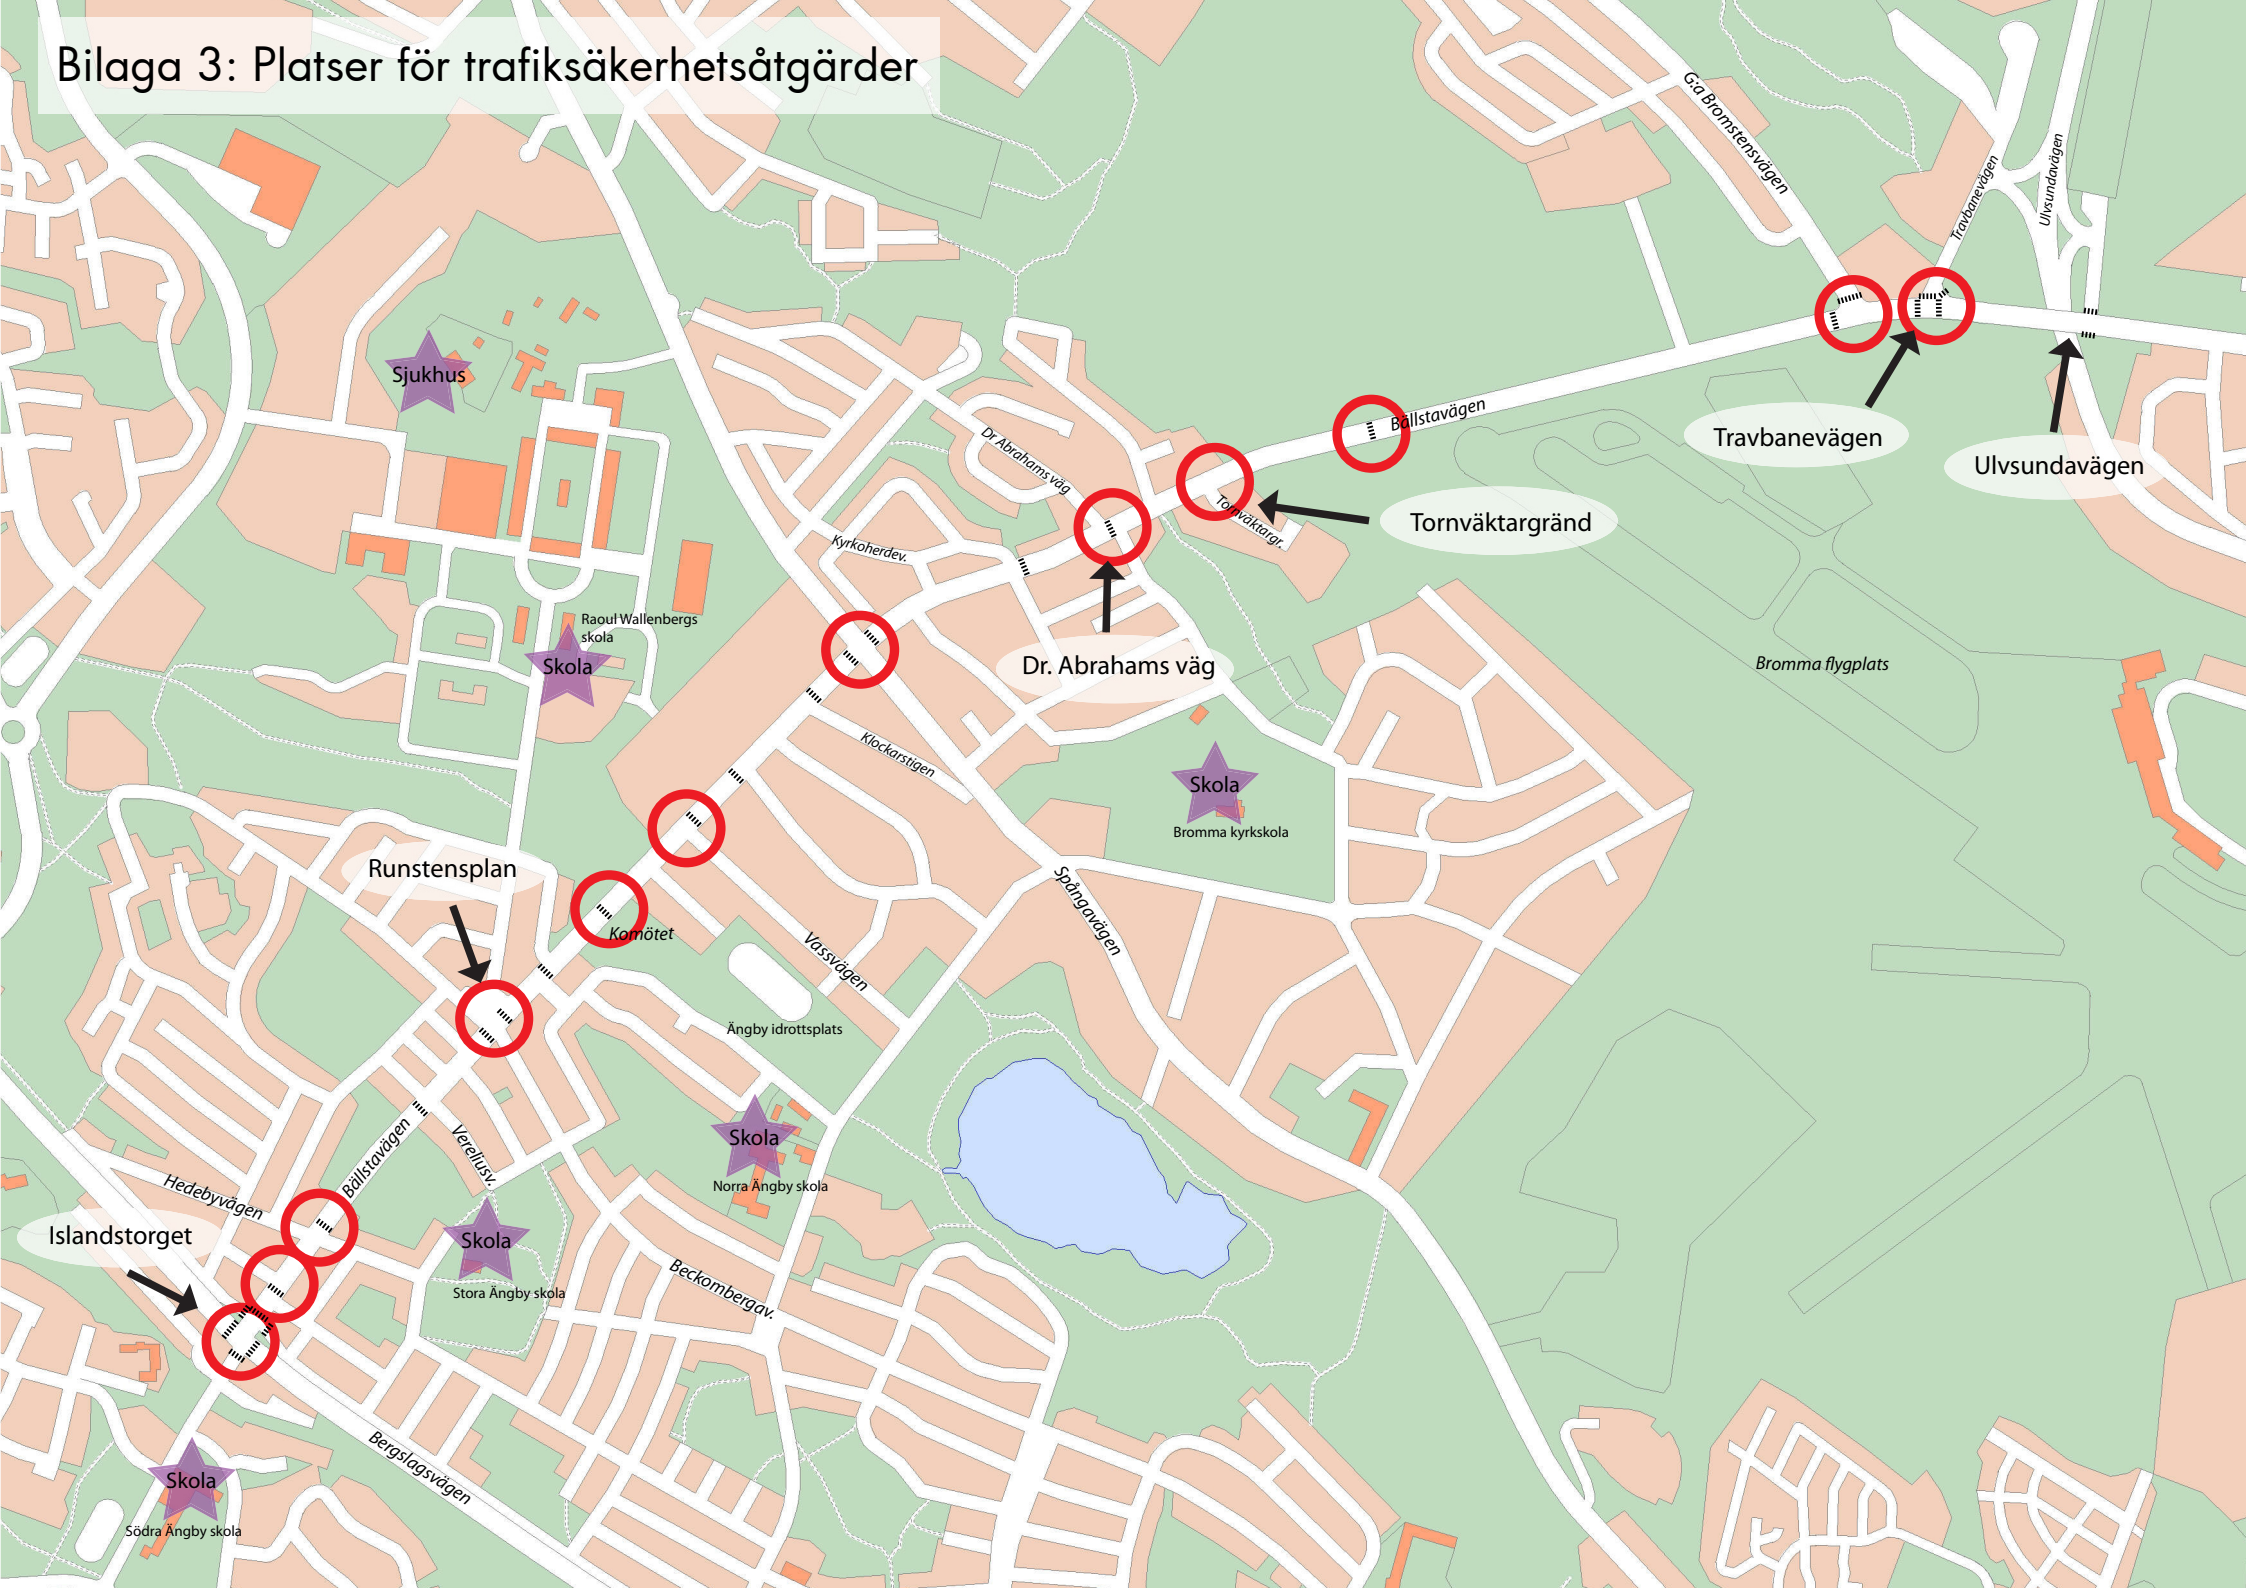 Bilaga 3: Platser för trafiksäkerhetsåtgärder
G:a Bromstensvägen
Travbanevägen
Ulvsundavägen
Sjukhus
Bällstavägen
Travbanevägen
Ulvsundavägen
Dr Abrahams väg
Tornväktargr.
Tornväktargränd
Kyrkoherdev.
Raoul Wallenbergs
skola
Skola
Dr. Abrahams väg
Bromma flygplats
Klockarstigen
Skola
Bromma kyrkskola
Runstensplan
Spångavägen
Komötet
Vassvägen
Ängby idrottsplats
Bällstavägen
Vereliusv.
Skola
Norra Ängby skola
Hedebyvägen
Islandstorget
Skola
Stora Ängby skola
Beckombergav.
Bergslagsvägen
Skola
Södra Ängby skola